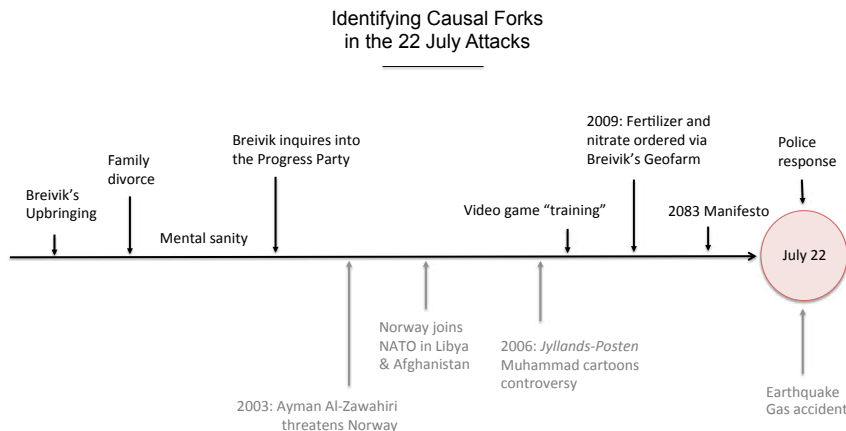 Identifying Causal Forks
in the 22 July Attacks
2009: Fertilizer and
nitrate ordered via
Breivik's Geofarm
Breivik inquires into
the Progress Party
Police
response
Family
divorce
Breivik's
Upbringing
Video game “training”
2083 Manifesto
Mental sanity
July 22
Norway joins
NATO in Libya
& Afghanistan
2006: Jyllands-Posten
Muhammad cartoons
controversy
2003: Ayman Al-Zawahiri
threatens Norway
Earthquake
Gas accident